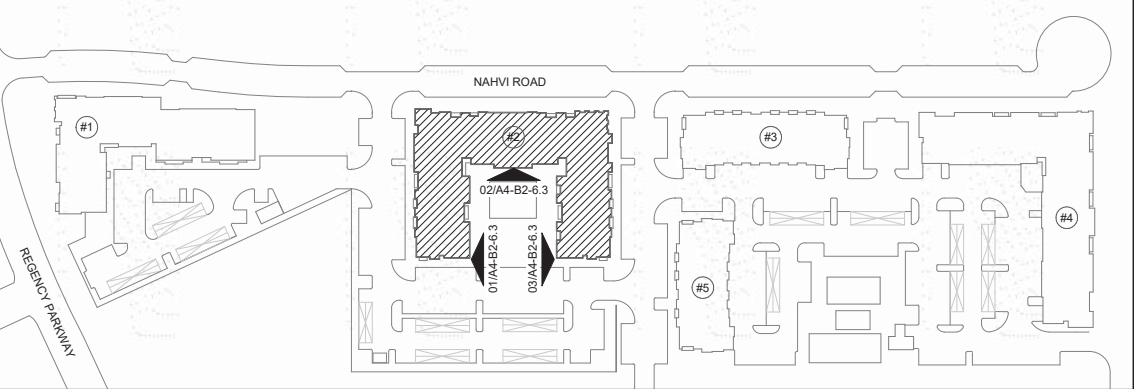 NAHVI ROAD
#1
#2
#3
02/A4-B2-6.3
#4
01/A4-B2-6.3
03/A4-B2-6.3
#5
REGENCY PARKWAY